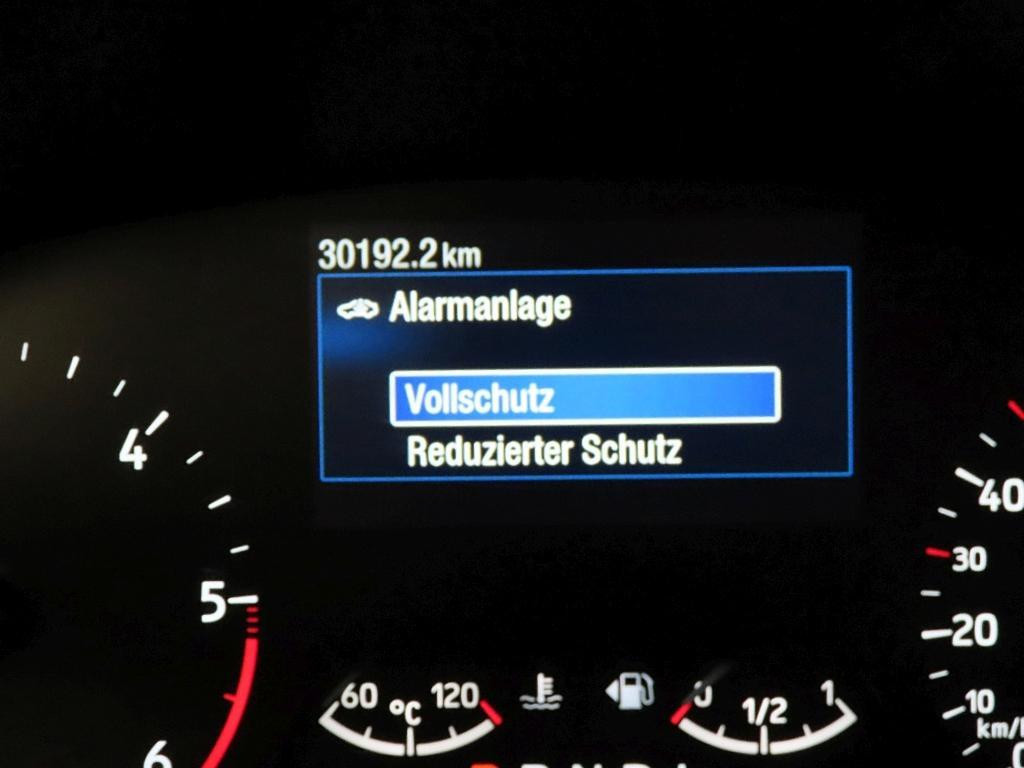 30192.2 km
Alarmanlage
Vollschutz
Reduzierter Schutz
4
5
6
40
30
20
10
km/h
60 °C 120
0 1/2 1